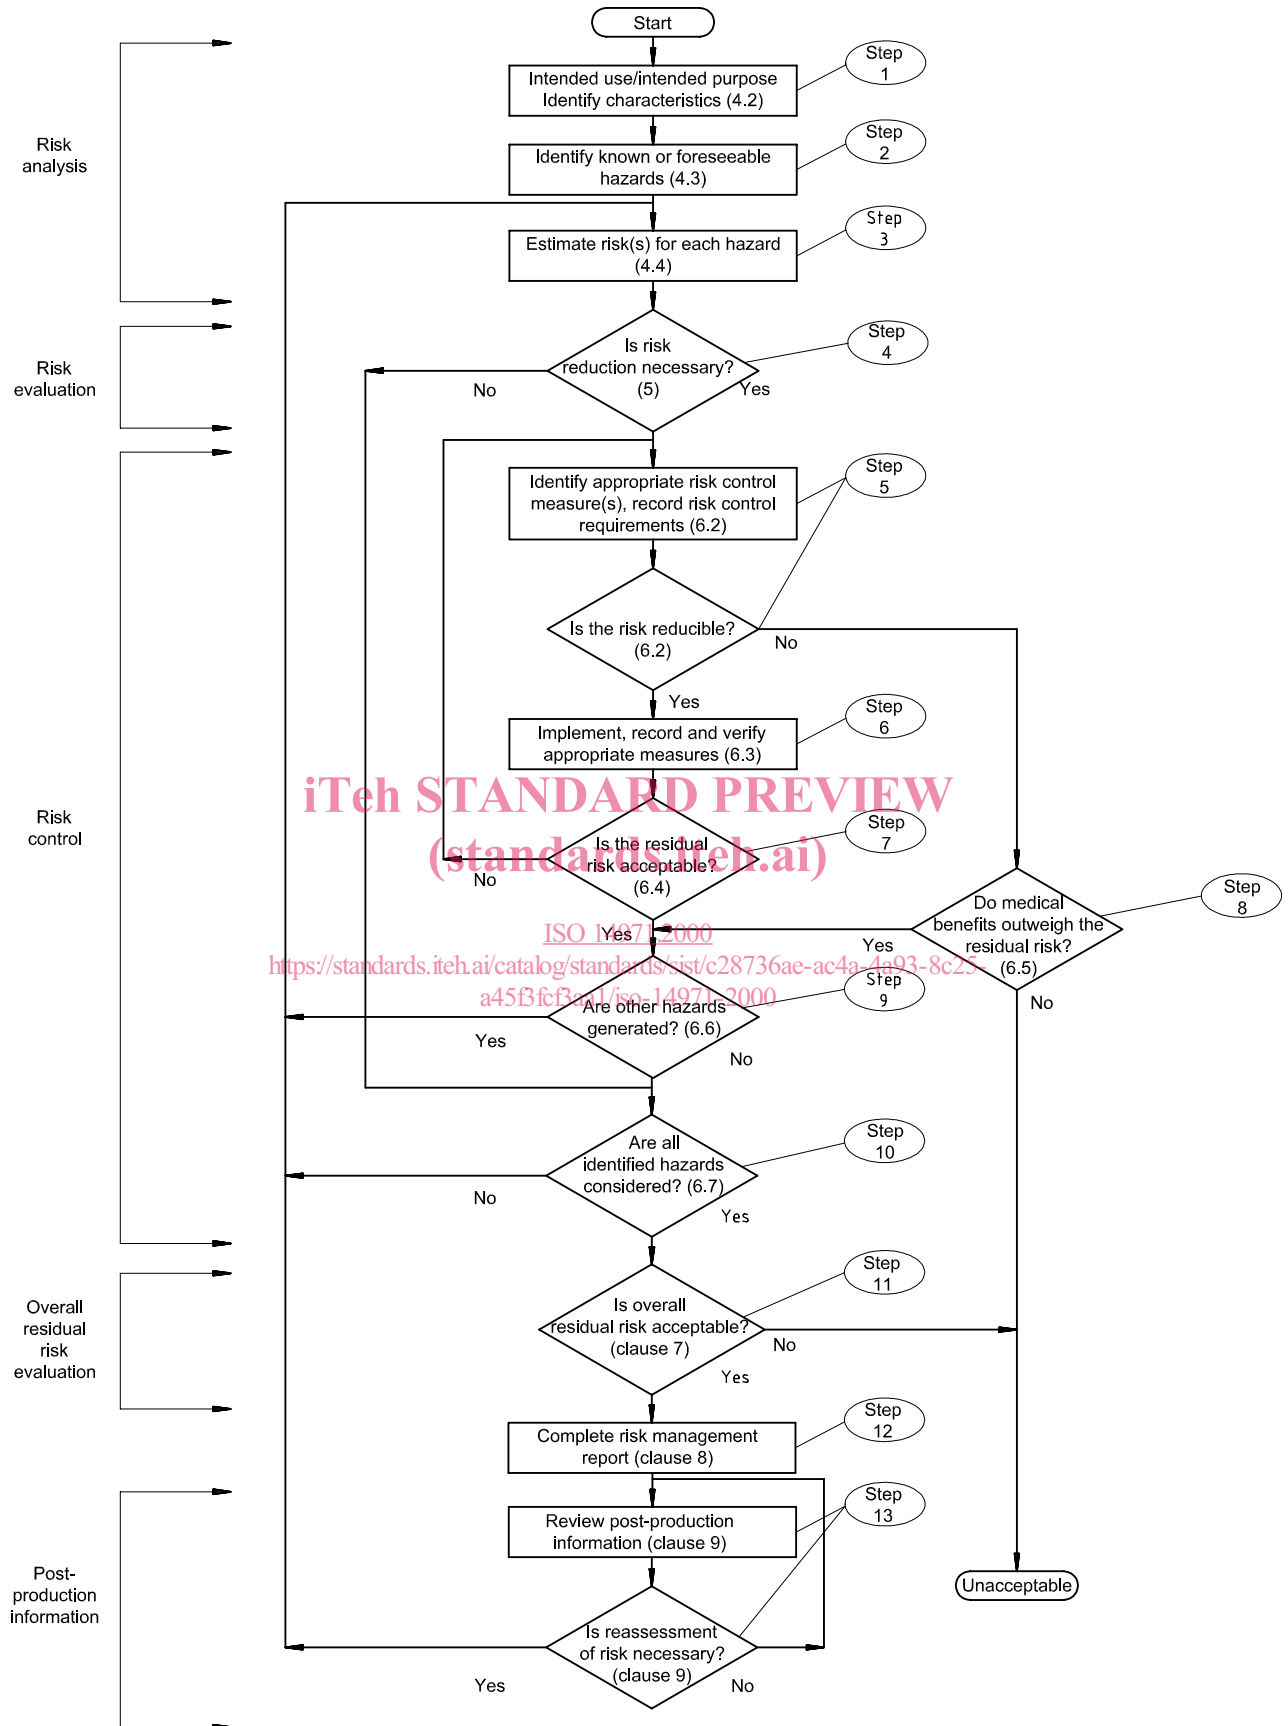 Start
Step
1
Intended use/intended purpose
Identify characteristics (4.2)
Step
2
Risk
analysis
Identify known or foreseeable
hazards (4.3)
Step
3
Estimate risk(s) for each hazard
(4.4)
Step
4
Is risk
reduction necessary?
(5)
No
Yes
Risk
evaluation
Step
5
Identify appropriate risk control
measure(s), record risk control
requirements (6.2)
Is the risk reducible?
(6.2)
No
Yes
Step
6
Implement, record and verify
appropriate measures (6.3)
iTeh STANDARD PREVIEW
(standards.iteh.ai)
Risk
control
Step
7
Is the residual
risk acceptable?
(6.4)
No
Yes
Step
8
Do medical
benefits outweigh the
residual risk?
(6.5)
Yes
No
ISO 14971:2000
https://standards.iteh.ai/catalog/standards/sist/c28736ae-ac4a-4a93-8c25-
a45f3fcf3aa1/iso-14971-2000
Step
9
Are other hazards
generated? (6.6)
Yes
No
Step
10
Are all
identified hazards
considered? (6.7)
No
Yes
Step
11
Overall
residual
risk
evaluation
Is overall
residual risk acceptable?
(clause 7)
No
Yes
Step
12
Complete risk management
report (clause 8)
Step
13
Review post-production
information (clause 9)
Post-
production
information
Unacceptable
Is reassessment
of risk necessary?
(clause 9)
Yes
No